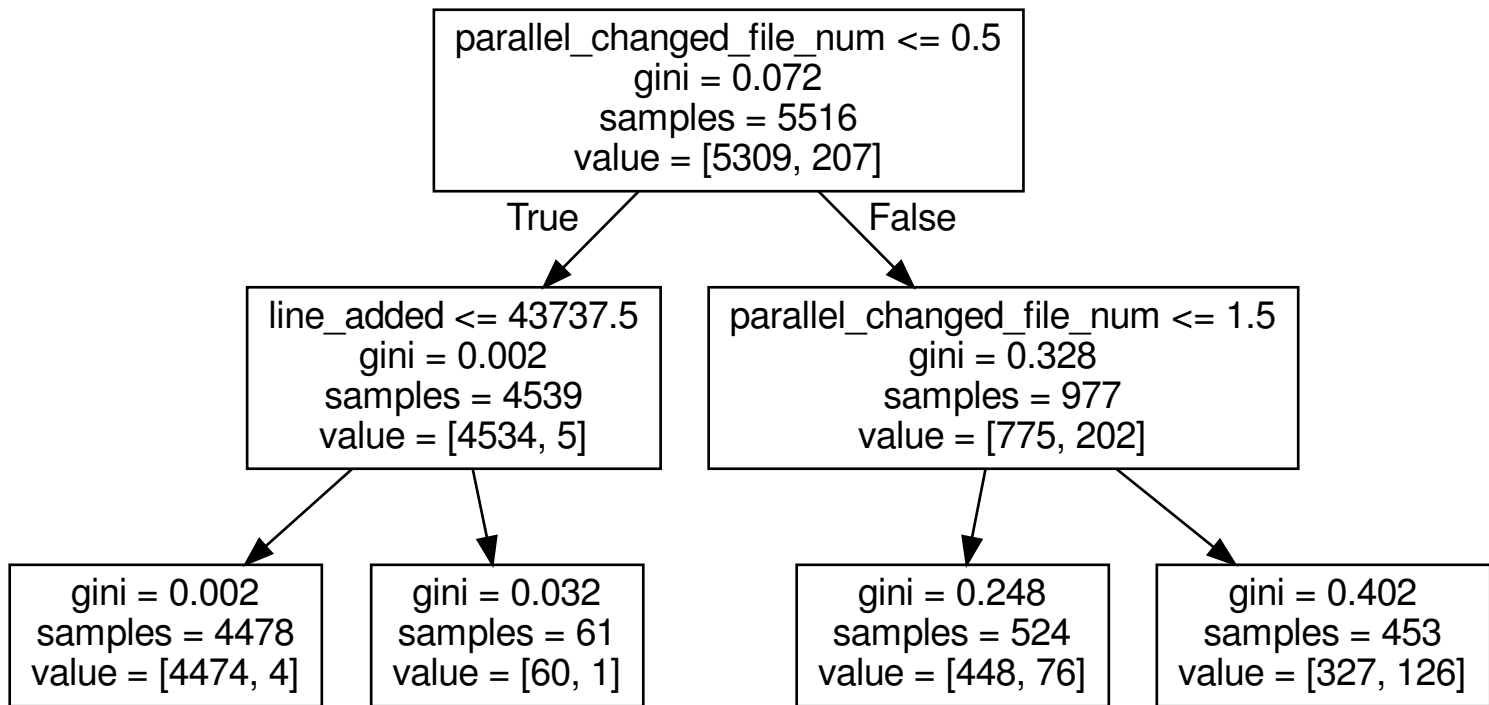 parallel_changed_file_num <= 0.5
gini = 0.072
samples = 5516
value = [5309, 207]
True
False
line_added <= 43737.5
gini = 0.002
samples = 4539
value = [4534, 5]
parallel_changed_file_num <= 1.5
gini = 0.328
samples = 977
value = [775, 202]
gini = 0.002
samples = 4478
value = [4474, 4]
gini = 0.032
samples = 61
value = [60, 1]
gini = 0.248
samples = 524
value = [448, 76]
gini = 0.402
samples = 453
value = [327, 126]